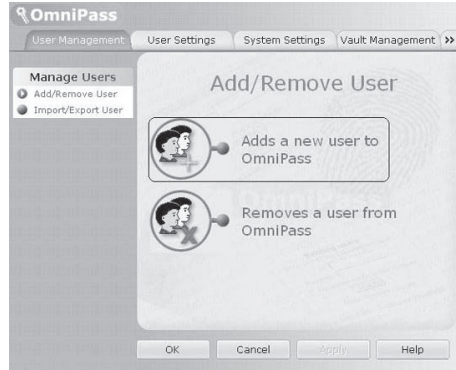 OmniPass
User Management User Settings System Settings Vault Management >>
Manage Users
Add/Remove User
Import/Export User
Add/Remove User
Adds a new user to
OmniPass
Removes a user from
OmniPass
OK Cancel Apply Help